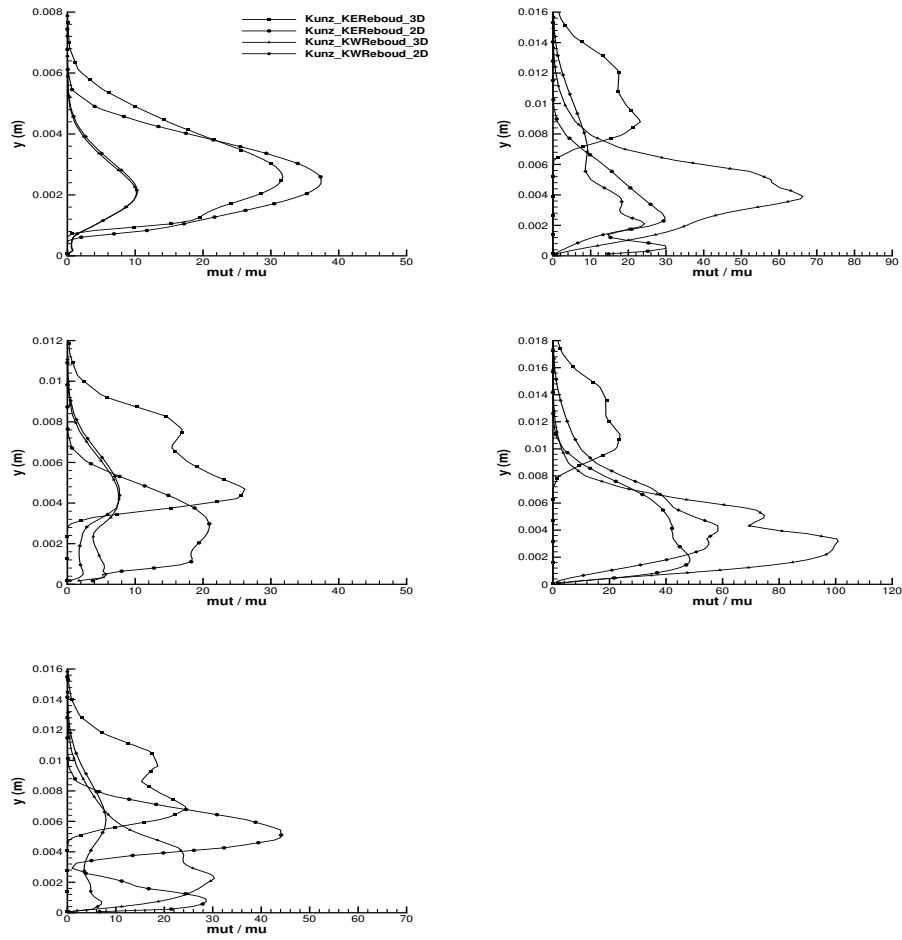 0.008
0.006
0.004
0.002
0
y (m)
0 10 20 30 40 50
mut / mu
Kunz_KEReboud_3D
Kunz_KEReboud_2D
Kunz_KWReboud_3D
Kunz_KWReboud_2D
0.016
0.014
0.012
0.01
0.008
0.006
0.004
0.002
0
y (m)
0 10 20 30 40 50 60 70 80 90
mut / mu
0.012
0.01
0.008
0.006
0.004
0.002
0
y (m)
0 10 20 30 40 50
mut / mu
0.018
0.016
0.014
0.012
0.01
0.008
0.006
0.004
0.002
0
y (m)
0 20 40 60 80 100 120
mut / mu
0.016
0.014
0.012
0.01
0.008
0.006
0.004
0.002
0
y (m)
0 10 20 30 40 50 60 70
mut / mu